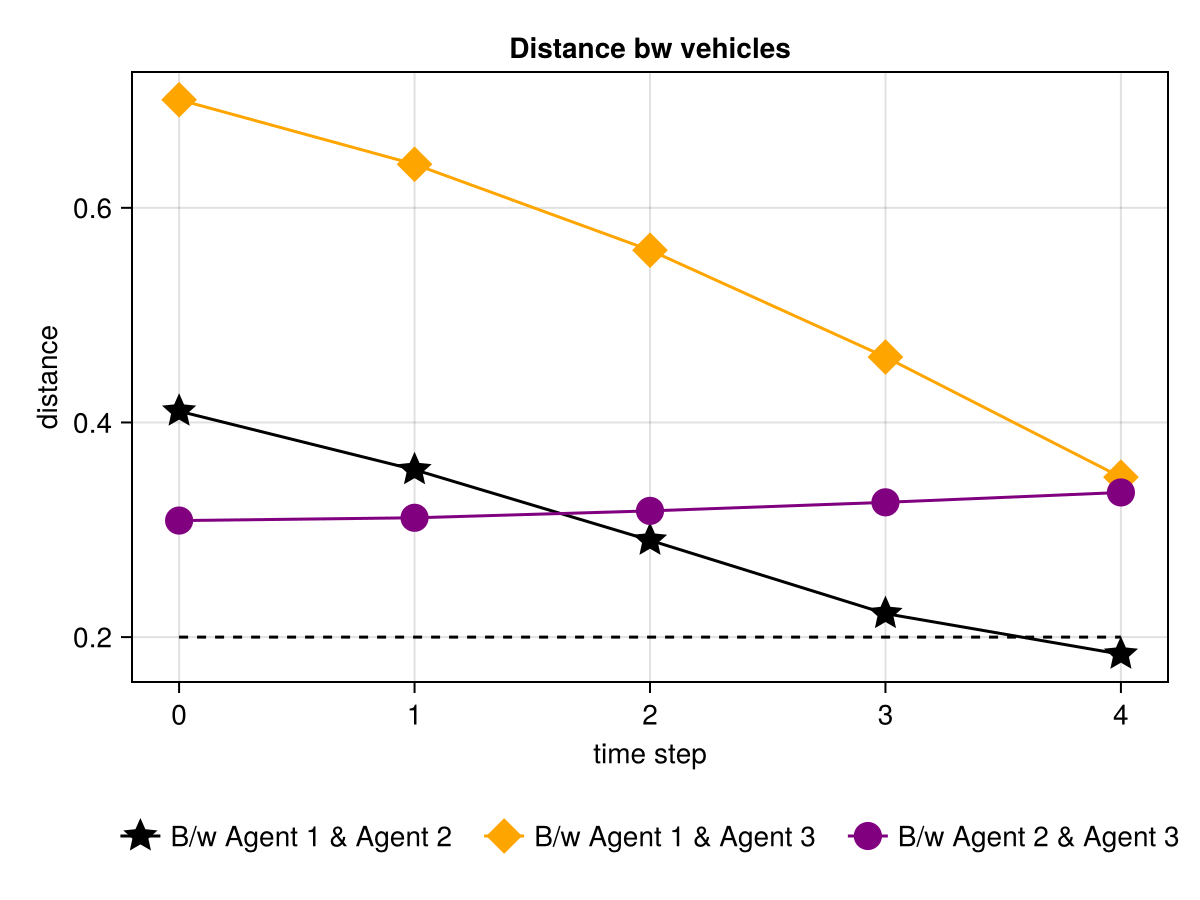 Distance bw vehicles
distance
0.6
0.4
0.2
0 1 2 3 4
time step
B/w Agent 1 & Agent 2 B/w Agent 1 & Agent 3 B/w Agent 2 & Agent 3